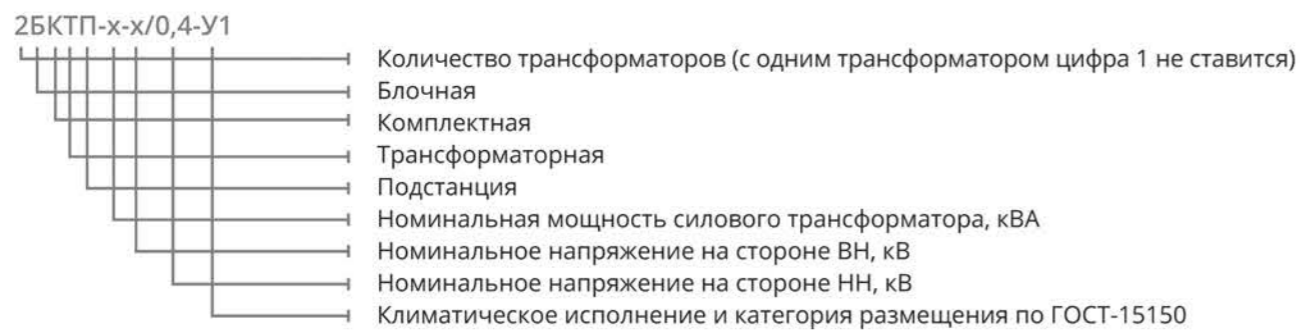 2БКТП-х-х/0,4-У1
Количество трансформаторов (с одним трансформатором цифра 1 не ставится)
Блочная
Комплектная
Трансформаторная
Подстанция
Номинальная мощность силового трансформатора, кВА
Номинальное напряжение на стороне ВН, кВ
Номинальное напряжение на стороне НН, кВ
Климатическое исполнение и категория размещения по ГОСТ-15150